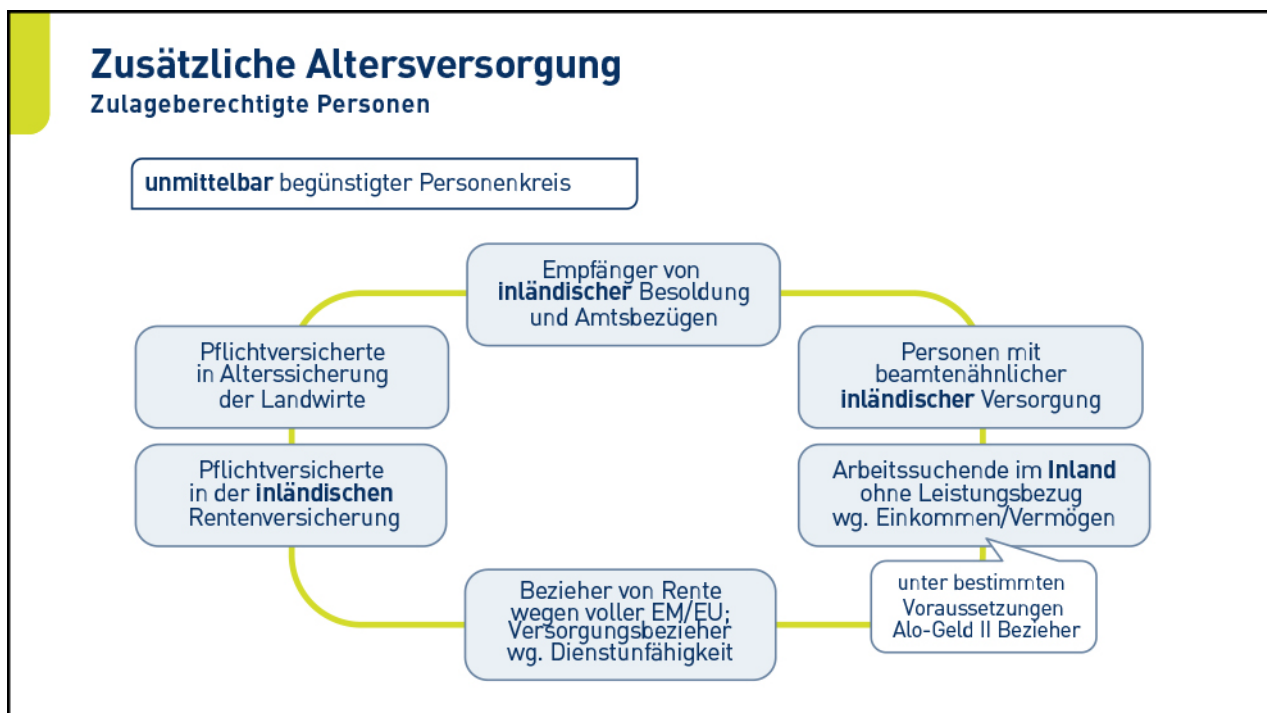 Zusätzliche Altersversorgung
Zulageberechtigte Personen
unmittelbar begünstigter Personenkreis
Empfänger von
inländischer Besoldung
und Amtsbezügen
Pflichtversicherte
in Alterssicherung
der Landwirte
Personen mit
beamtenähnlicher
inländischer Versorgung
Pflichtversicherte
in der inländischen
Rentenversicherung
Arbeitssuchende im Inland
ohne Leistungsbezug
wg. Einkommen/Vermögen
Bezieher von Rente
wegen voller EM/EU;
Versorgungsbezieher
wg. Dienstunfähigkeit
unter bestimmten
Voraussetzungen
Alo-Geld II Bezieher